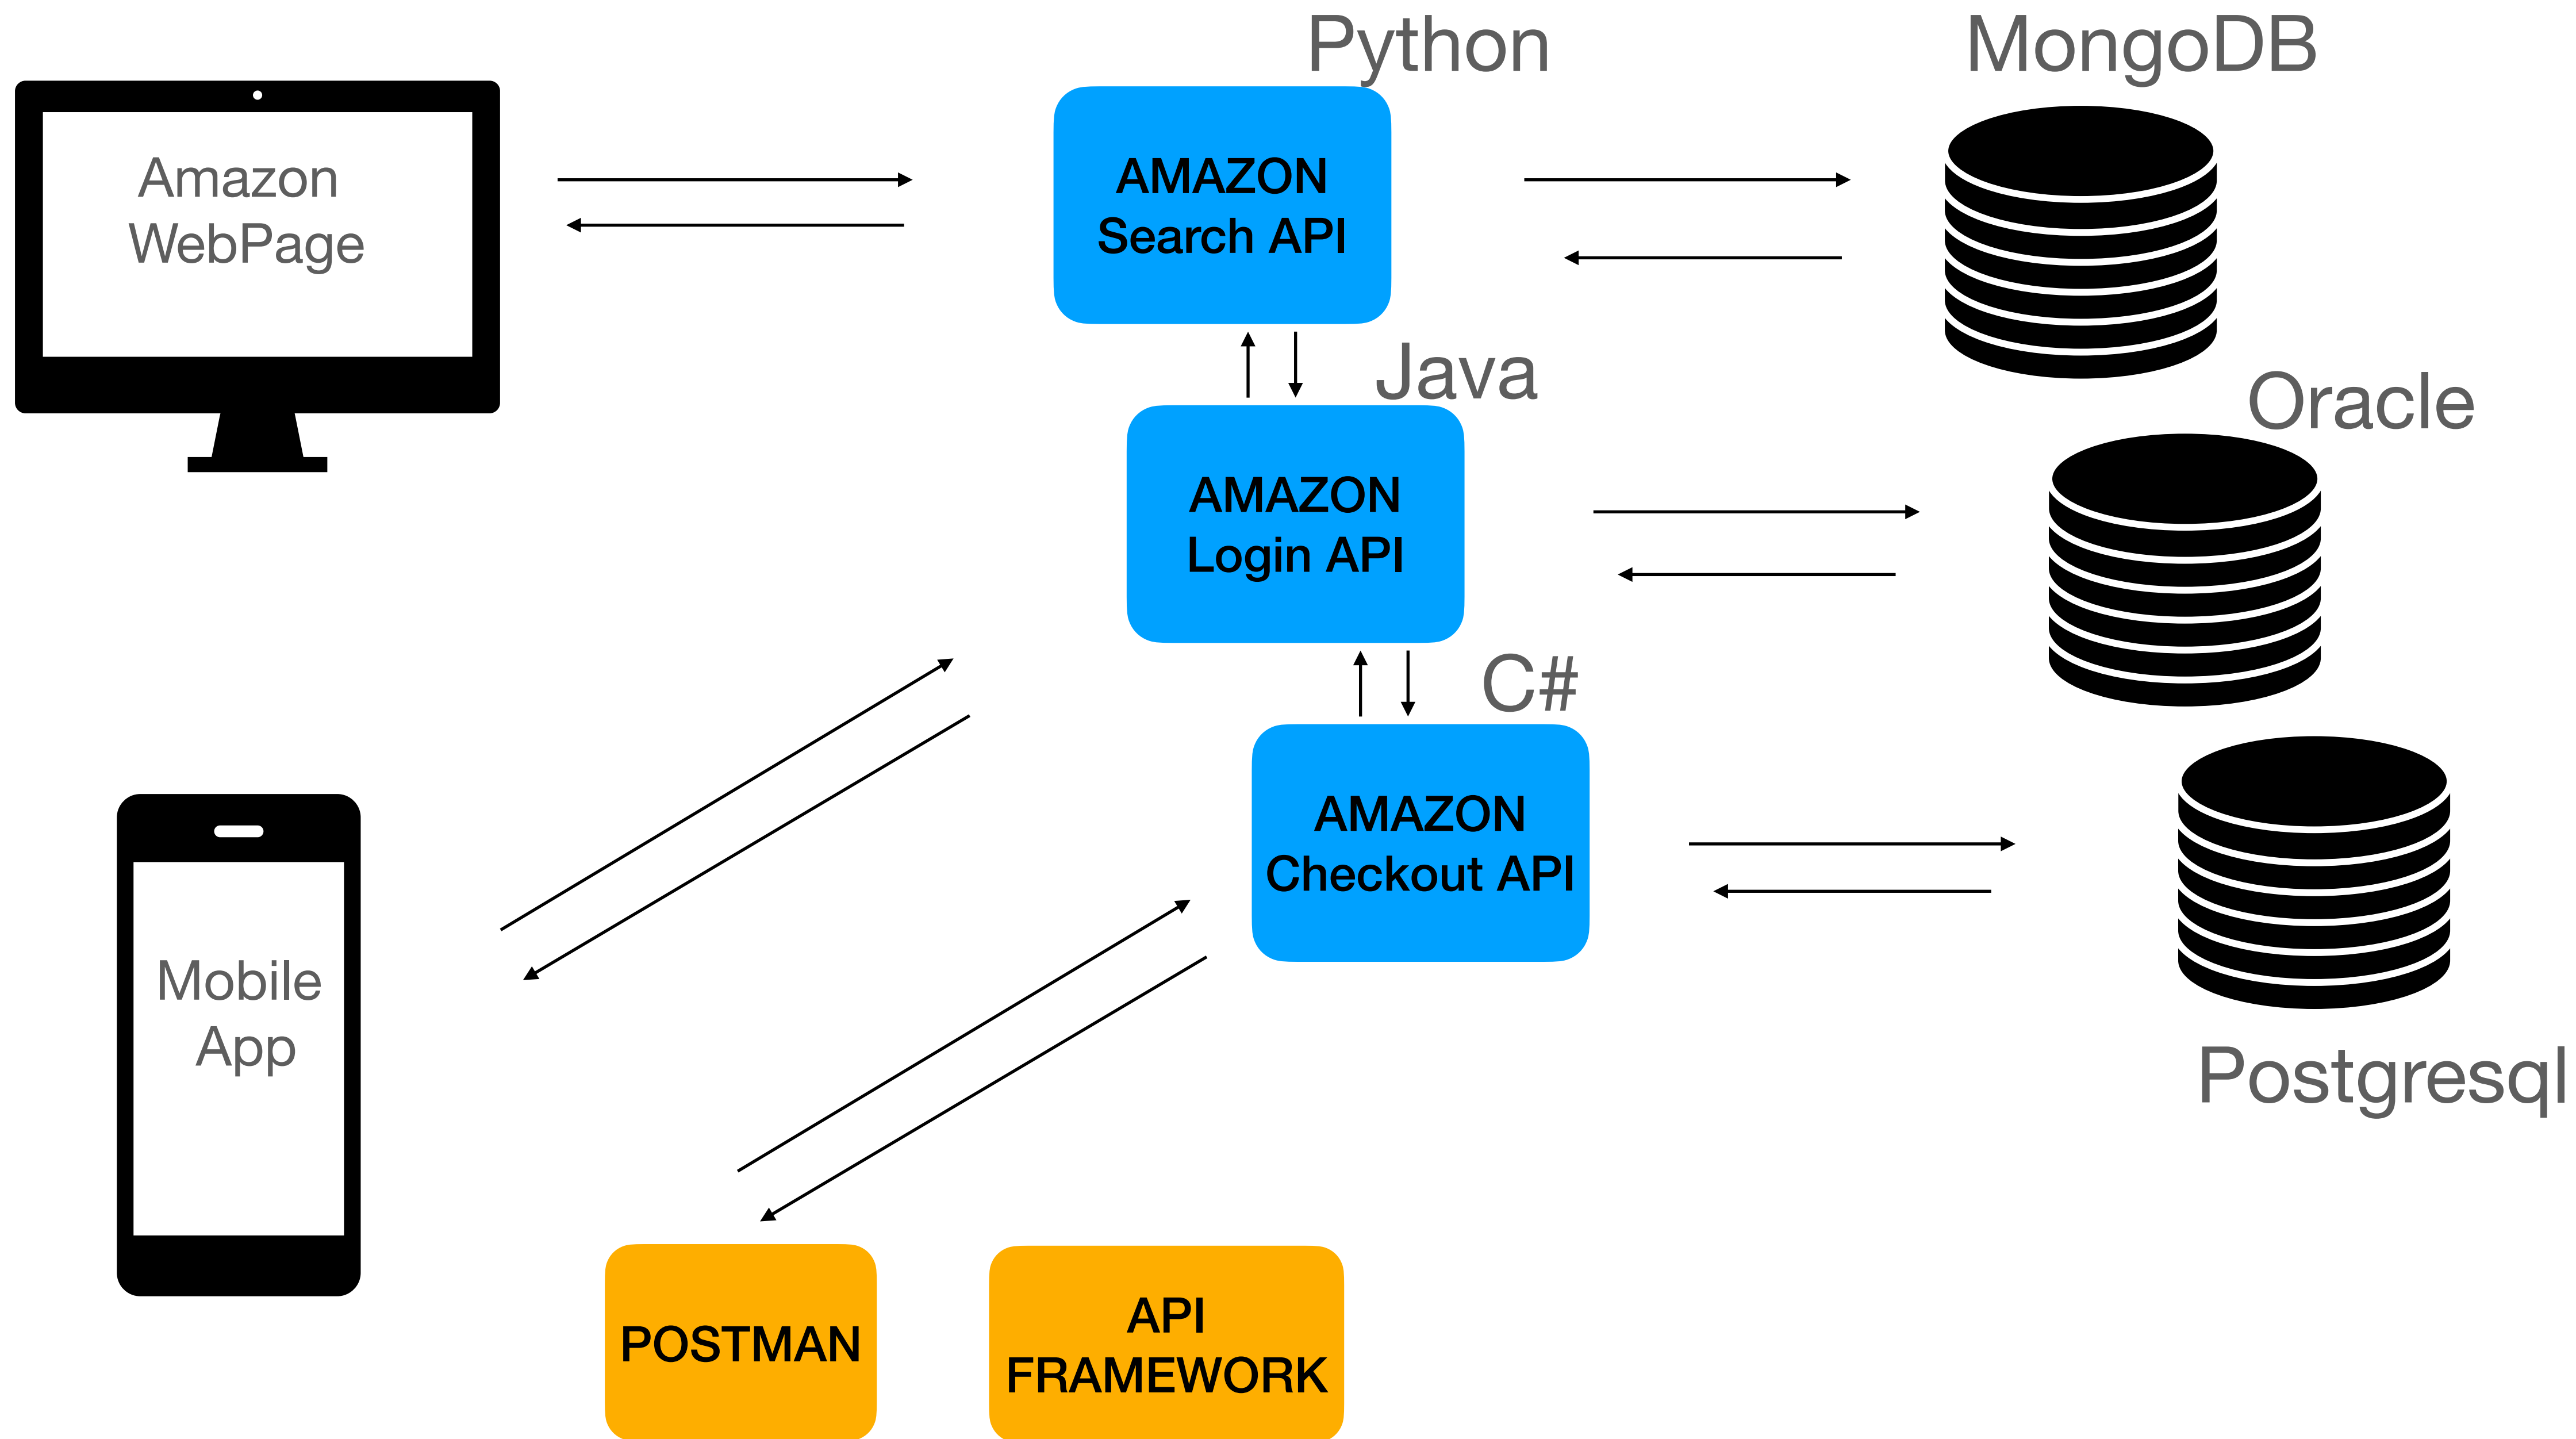 Python
MongoDB
Amazon
WebPage
AMAZON
Search API
Java
Oracle
AMAZON
Login API
C#
AMAZON
Checkout API
Mobile
App
Postgresql
POSTMAN
API
FRAMEWORK